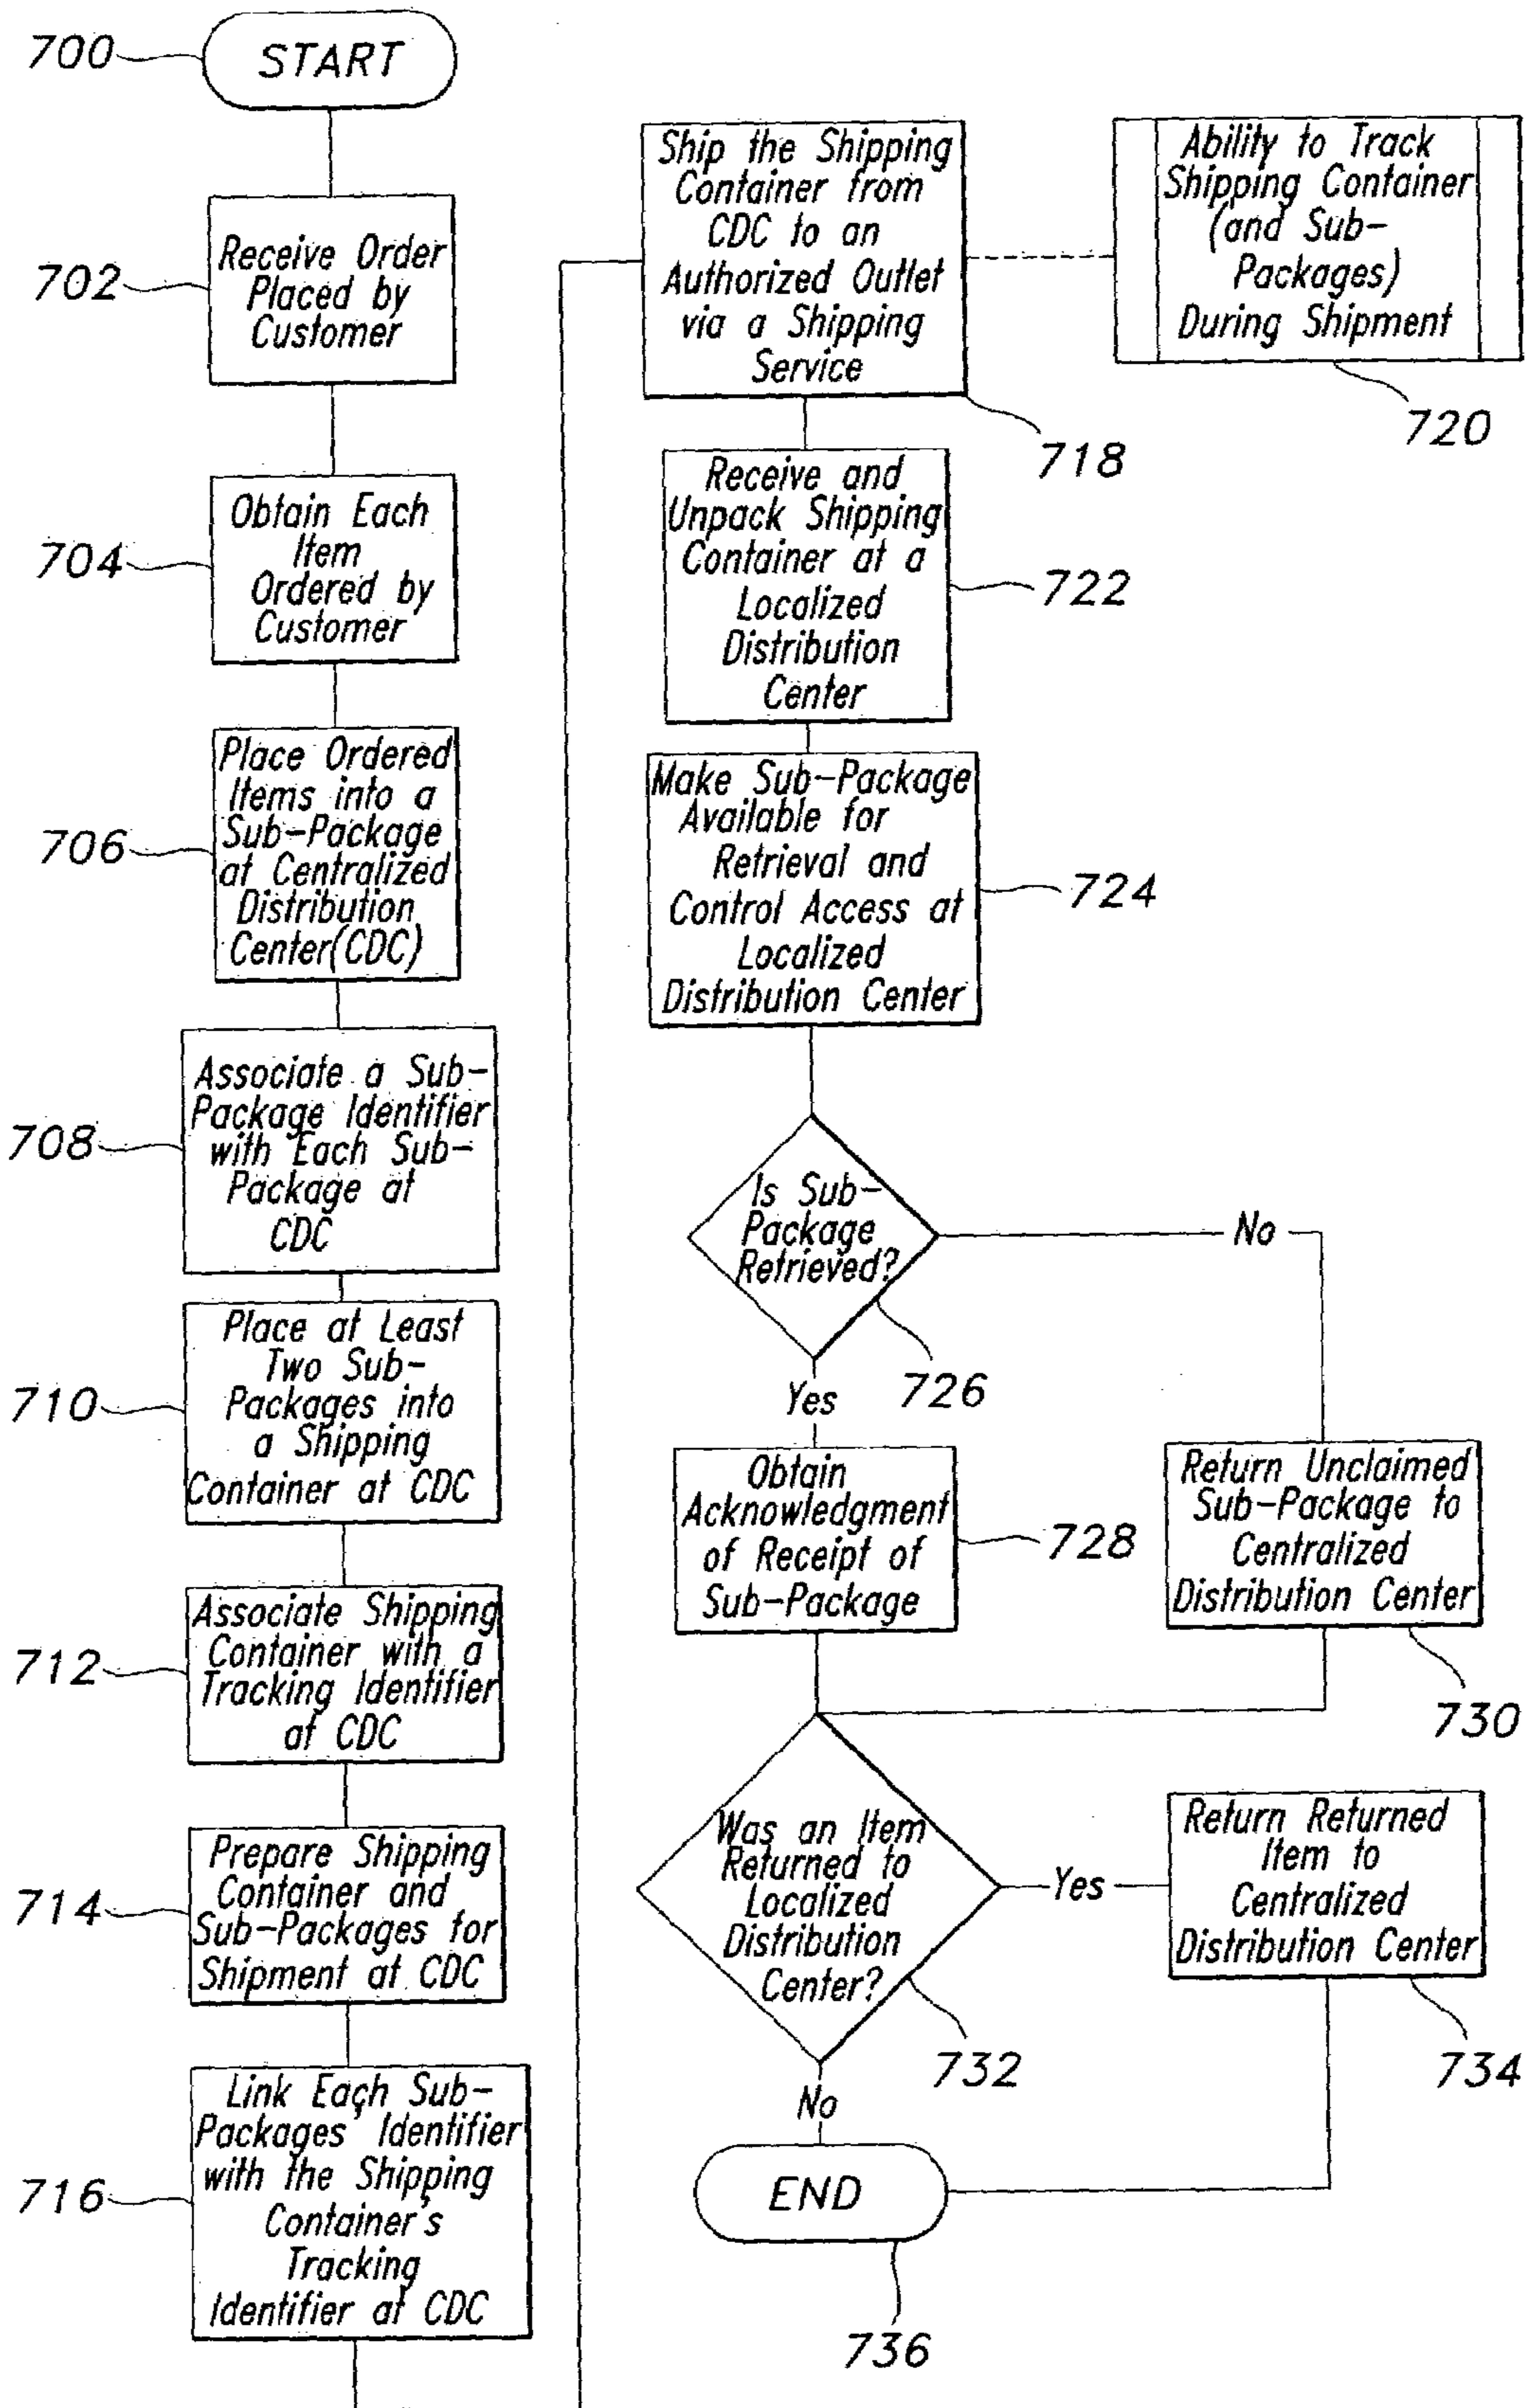 700
START
702
Receive Order
Placed by
Customer
704
Obtain Each
Item
Ordered by
Customer
706
Place Ordered
Items into a
Sub-Package
at Centralized
Distribution
Center(CDC)
708
Associate a Sub-
Package Identifier
with Each Sub-
Package at
CDC
710
Place at Least
Two Sub-
Packages into
a Shipping
Container at CDC
712
Associate Shipping
Container with a
Tracking Identifier
at CDC
714
Prepare Shipping
Container and
Sub-Packages for
Shipment at CDC
716
Link Each Sub-
Packages' Identifier
with the Shipping
Container's
Tracking
Identifier at CDC
Ship the Shipping
Container from
CDC to an
Authorized Outlet
via a Shipping
Service
718
Ability to Track
Shipping Container
(and Sub-
Packages)
During Shipment
720
Receive and
Unpack Shipping
Container at a
Localized
Distribution
Center
722
Make Sub-Package
Available for
Retrieval and
Control Access at
Localized
Distribution Center
724
Is Sub-
Package
Retrieved?
726
No
Yes
Obtain
Acknowledgment
of Receipt of
Sub-Package
728
Return Unclaimed
Sub-Package to
Centralized
Distribution Center
730
Was an Item
Returned to
Localized
Distribution
Center?
732
Yes
Return Returned
Item to
Centralized
Distribution Center
734
No
END
736